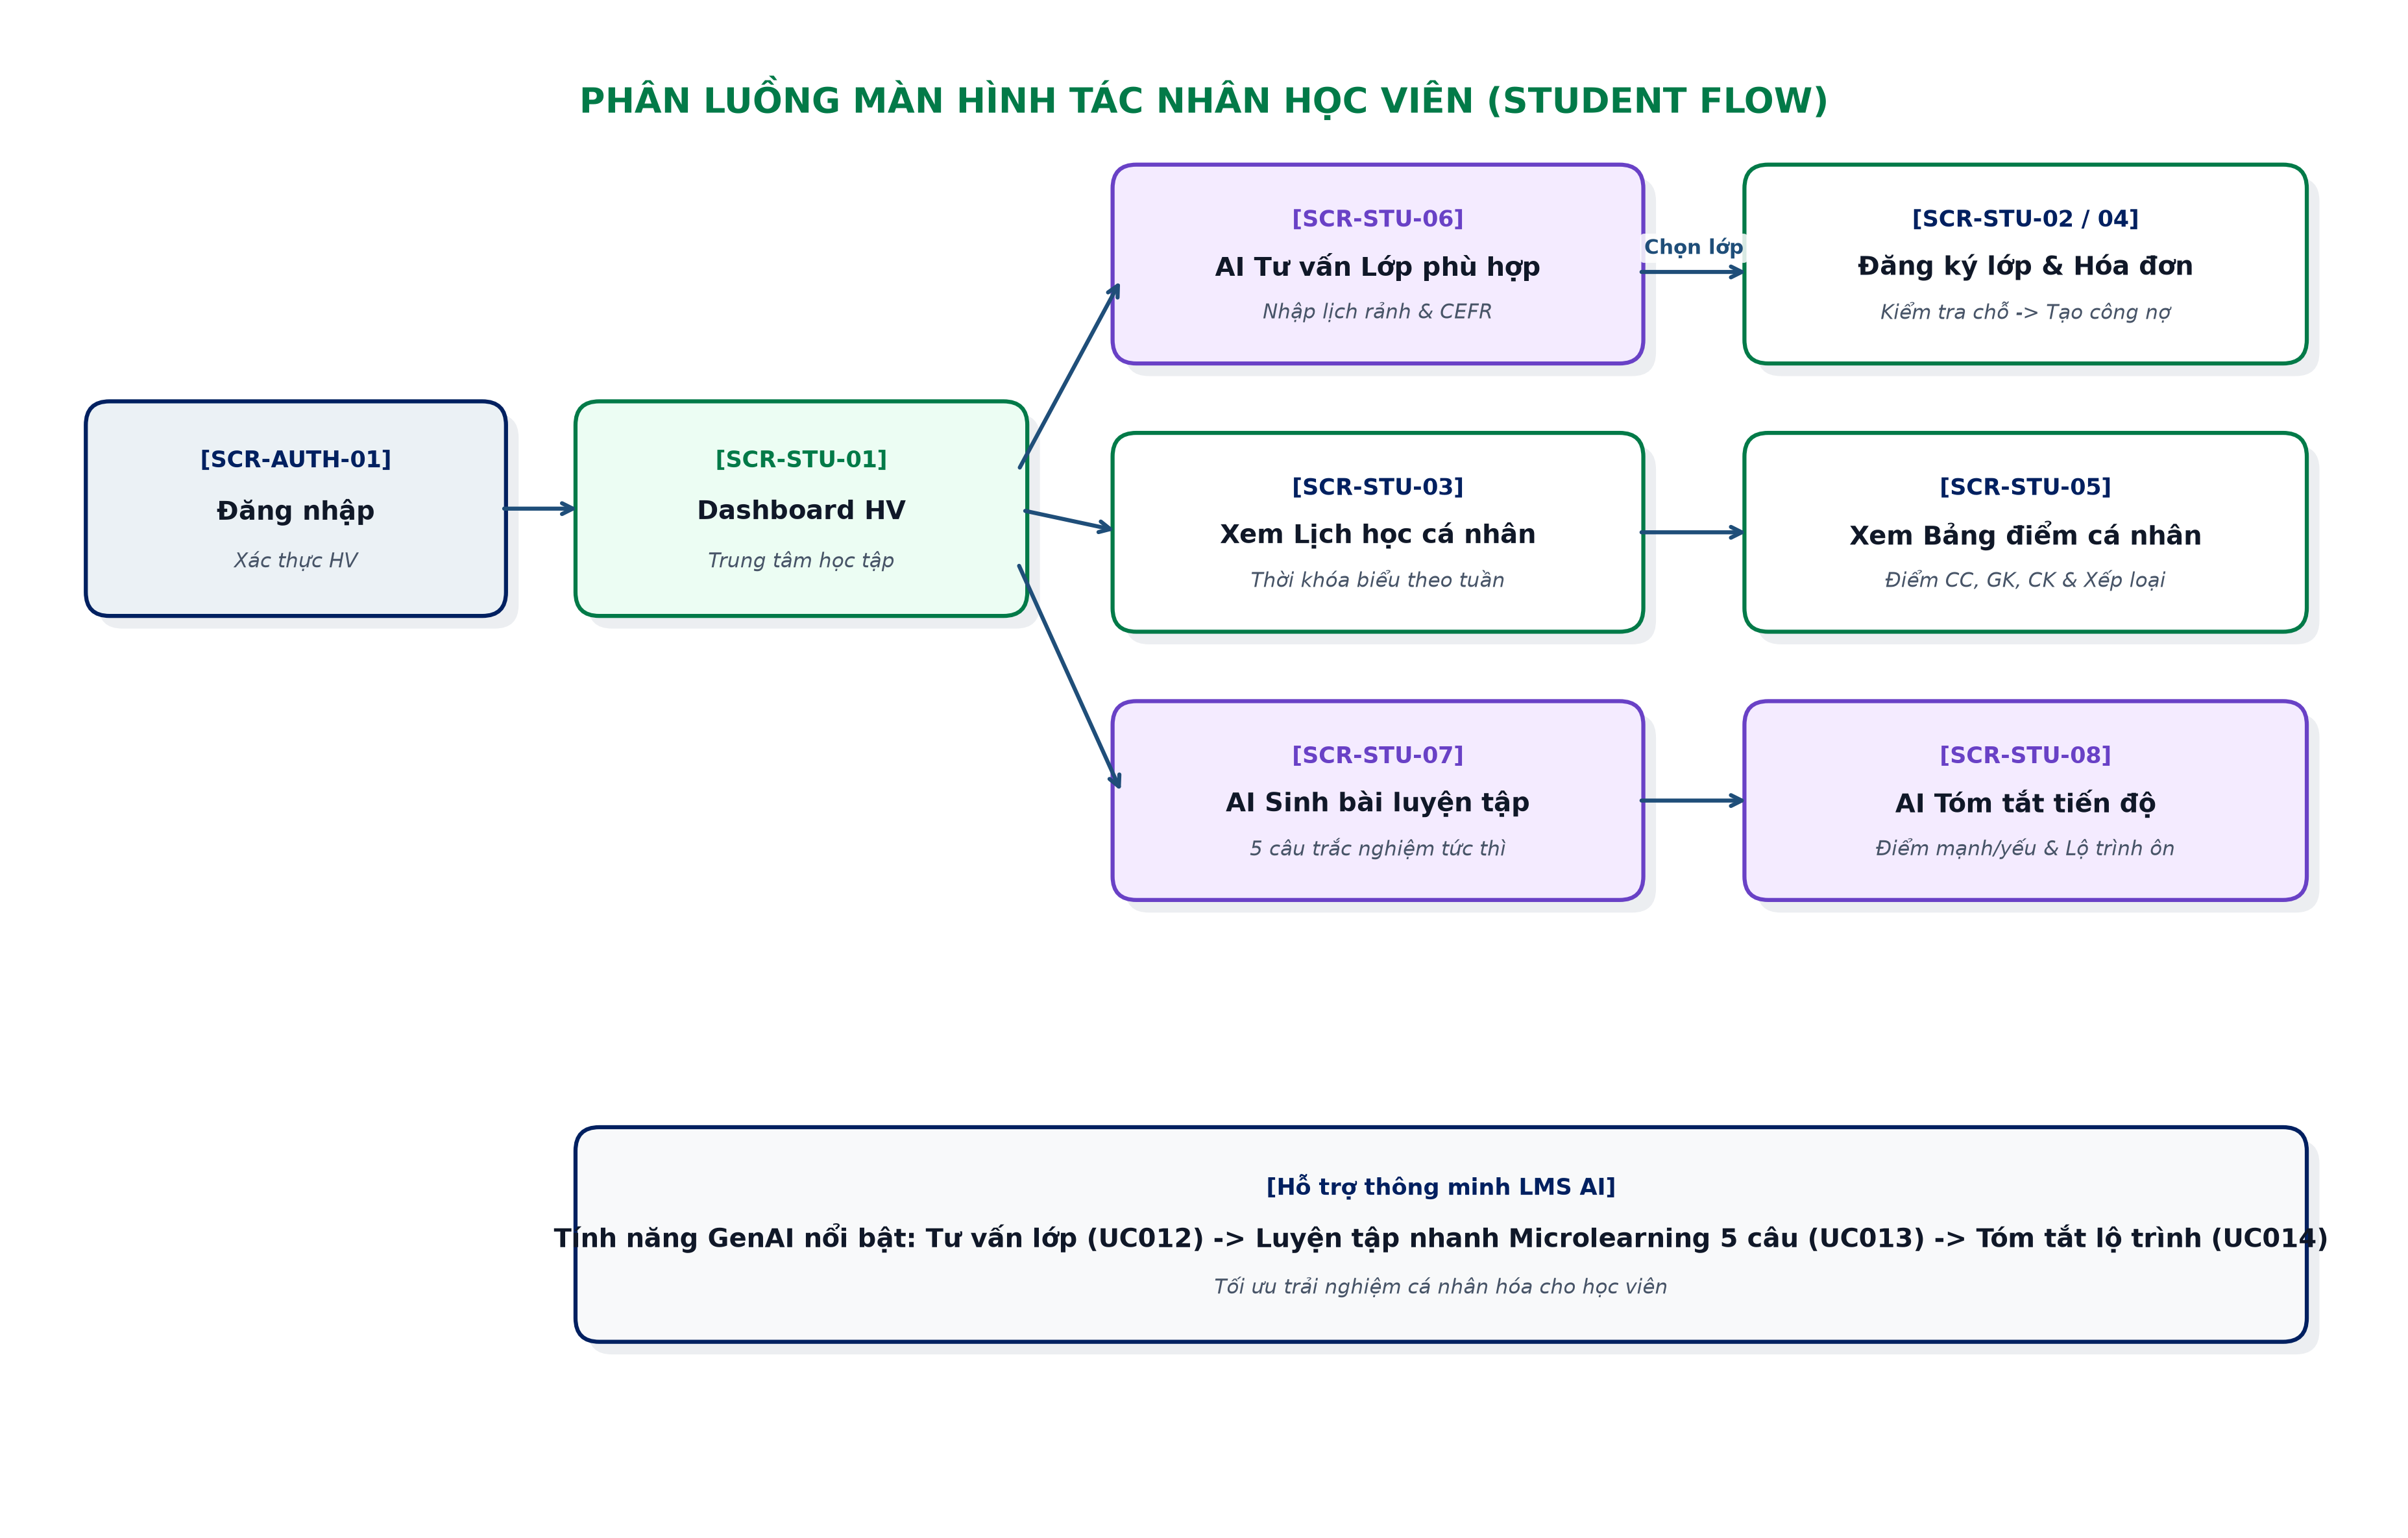 PHÂN LUỒNG MÀN HÌNH TÁC NHÂN HỌC VIÊN (STUDENT FLOW)
[SCR-AUTH-01]
Đăng nhập
Xác thực HV
[SCR-STU-01]
Dashboard HV
Trung tâm học tập
[SCR-STU-06]
AI Tư vấn Lớp phù hợp
Nhập lịch rảnh & CEFR
Chọn lớp
[SCR-STU-02 / 04]
Đăng ký lớp & Hóa đơn
Kiểm tra chỗ -> Tạo công nợ
[SCR-STU-03]
Xem Lịch học cá nhân
Thời khóa biểu theo tuần
[SCR-STU-05]
Xem Bảng điểm cá nhân
Điểm CC, GK, CK & Xếp loại
[SCR-STU-07]
AI Sinh bài luyện tập
5 câu trắc nghiệm tức thì
[SCR-STU-08]
AI Tóm tắt tiến độ
Điểm mạnh/yếu & Lộ trình ôn
[Hỗ trợ thông minh LMS AI]
Tính năng GenAI nổi bật: Tư vấn lớp (UC012) -> Luyện tập nhanh Microlearning 5 câu (UC013) -> Tóm tắt lộ trình (UC014)
Tối ưu trải nghiệm cá nhân hóa cho học viên